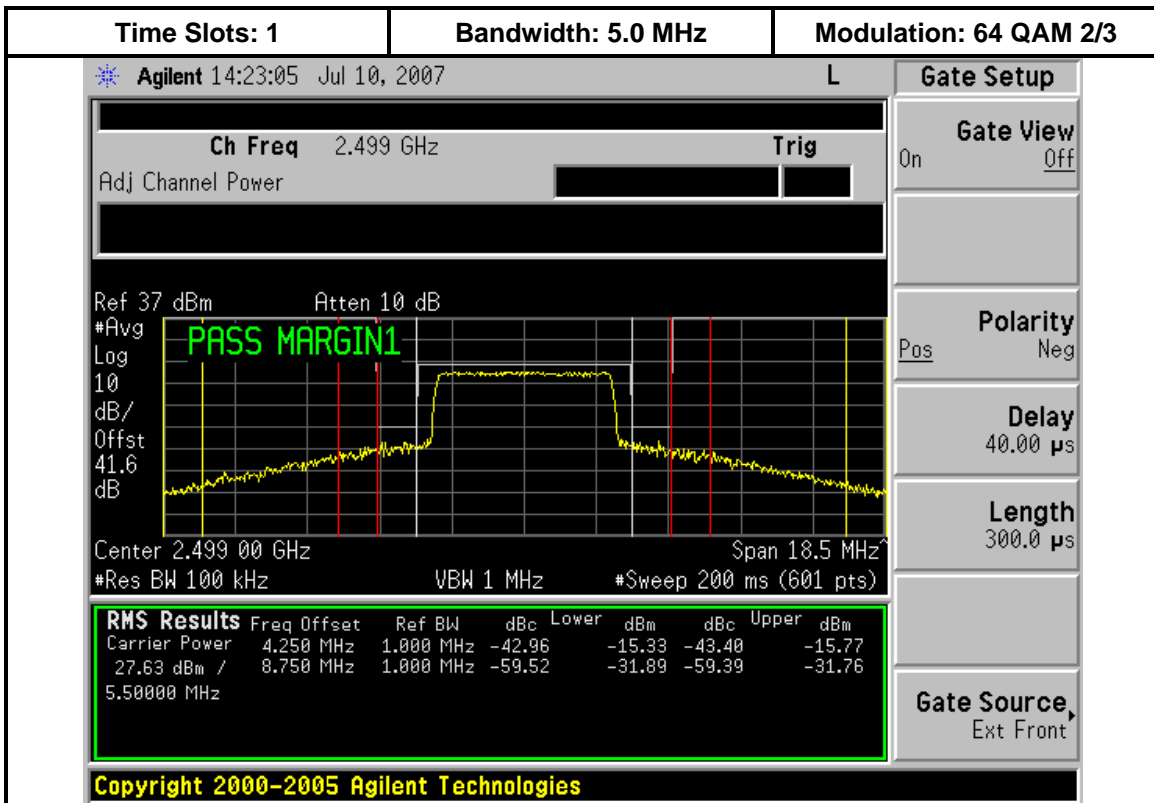 Time Slots: 1 Bandwidth: 5.0 MHz Modulation: 64 QAM 2/3
Agilent 14:23:05 Jul 10, 2007 L Gate Setup
Ch Freq 2.499 GHz Trig
Adj Channel Power
Gate View
On Off
Ref 37 dBm Atten 10 dB
#Avg
Log
10
dB/
Offst
41.6
dB
PASS MARGIN1
Polarity
Pos Neg
Delay
40.00 µs
Length
300.0 µs
Center 2.499 00 GHz Span 18.5 MHz^
#Res BW 100 kHz VBW 1 MHz #Sweep 200 ms (601 pts)
RMS Results Freq Offset Ref BW dBc Lower dBm dBc Upper dBm
Carrier Power 4.250 MHz 1.000 MHz -42.96 -15.33 -43.40 -15.77
27.63 dBm / 8.750 MHz 1.000 MHz -59.52 -31.89 -59.39 -31.76
5.50000 MHz
Gate Source
Ext Front
Copyright 2000-2005 Agilent Technologies